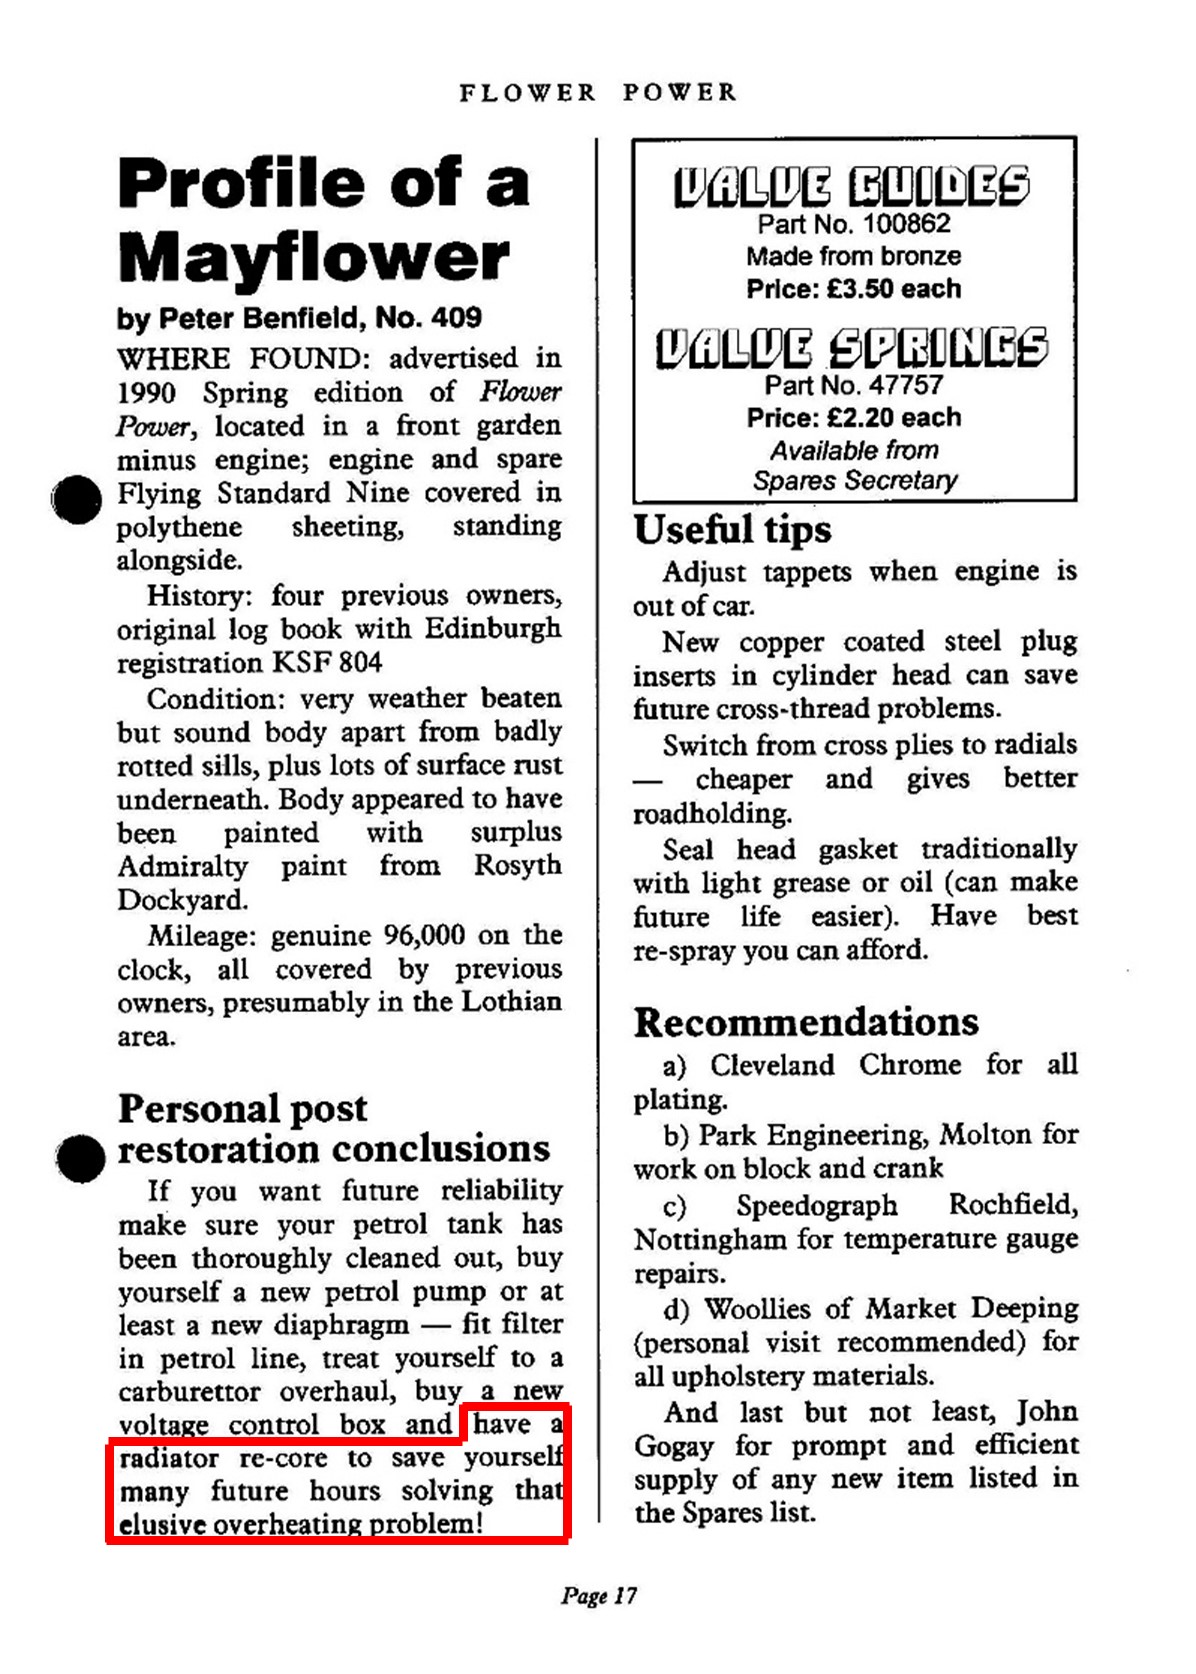 FLOWER POWER
Profile of a
Mayflower
by Peter Benfield, No. 409
WHERE FOUND: advertised in
1990 Spring edition of Flower
Power, located in a front garden
minus engine; engine and spare
Flying Standard Nine covered in
polythene sheeting, standing
alongside.
History: four previous owners,
original log book with Edinburgh
registration KSF 804
Condition: very weather beaten
but sound body apart from badly
rotted sills, plus lots of surface rust
underneath. Body appeared to have
been painted with surplus
Admiralty paint from Rosyth
Dockyard.
Mileage: genuine 96,000 on the
clock, all covered by previous
owners, presumably in the Lothian
area.
Personal post
restoration conclusions
If you want future reliability
make sure your petrol tank has
been thoroughly cleaned out, buy
yourself a new petrol pump or at
least a new diaphragm — fit filter
in petrol line, treat yourself to a
carburettor overhaul, buy a new
voltage control box and have a
radiator re-core to save yourself
many future hours solving that
elusive overheating problem!
VALVE GUIDES
Part No. 100862
Made from bronze
Price: £3.50 each
VALVE SPRINGS
Part No. 47757
Price: £2.20 each
Available from
Spares Secretary
Useful tips
Adjust tappets when engine is
out of car.
New copper coated steel plug
inserts in cylinder head can save
future cross-thread problems.
Switch from cross plies to radials
— cheaper and gives better
roadholding.
Seal head gasket traditionally
with light grease or oil (can make
future life easier). Have best
re-spray you can afford.
Recommendations
a) Cleveland Chrome for all
plating.
b) Park Engineering, Molton for
work on block and crank
c) Speedograph Rochfield,
Nottingham for temperature gauge
repairs.
d) Woollies of Market Deeping
(personal visit recommended) for
all upholstery materials.
And last but not least, John
Gogay for prompt and efficient
supply of any new item listed in
the Spares list.
Page 17